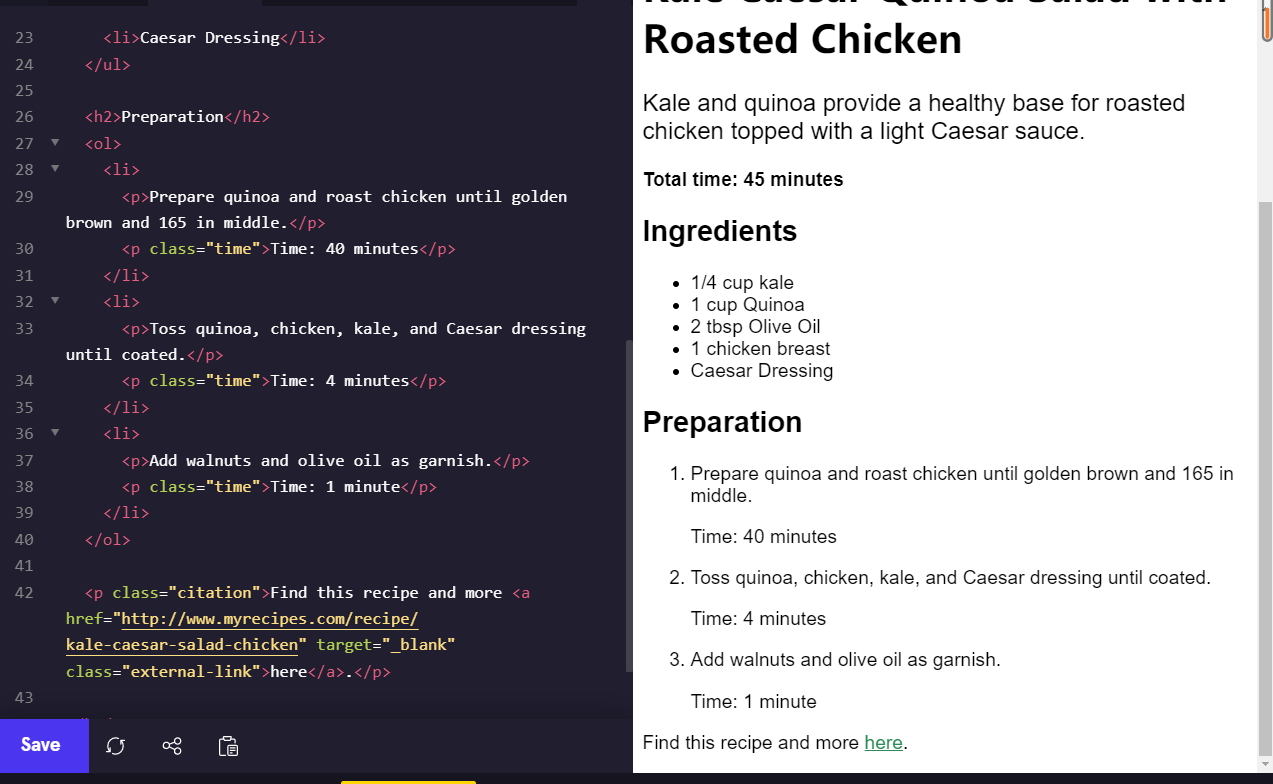 23 <li>Caesar Dressing</li>
24 </ul>
25
26 <h2>Preparation</h2>
27 <ol>
28 <li>
29 <p>Prepare quinoa and roast chicken until golden
brown and 165 in middle.</p>
30 <p class="time">Time: 40 minutes</p>
31 </li>
32 <li>
33 <p>Toss quinoa, chicken, kale, and Caesar dressing
until coated.</p>
34 <p class="time">Time: 4 minutes</p>
35 </li>
36 <li>
37 <p>Add walnuts and olive oil as garnish.</p>
38 <p class="time">Time: 1 minute</p>
39 </li>
40 </ol>
41
42 <p class="citation">Find this recipe and more <a
href="http://www.myrecipes.com/recipe/
kale-caesar-salad-chicken" target="_blank"
class="external-link">here</a>.</p>
43
Save
Kale Caesar Quinoa Salad with
Roasted Chicken
Kale and quinoa provide a healthy base for roasted
chicken topped with a light Caesar sauce.
Total time: 45 minutes
Ingredients
• 1/4 cup kale
• 1 cup Quinoa
• 2 tbsp Olive Oil
• 1 chicken breast
• Caesar Dressing
Preparation
1. Prepare quinoa and roast chicken until golden brown and 165 in
middle.
Time: 40 minutes
2. Toss quinoa, chicken, kale, and Caesar dressing until coated.
Time: 4 minutes
3. Add walnuts and olive oil as garnish.
Time: 1 minute
Find this recipe and more here.